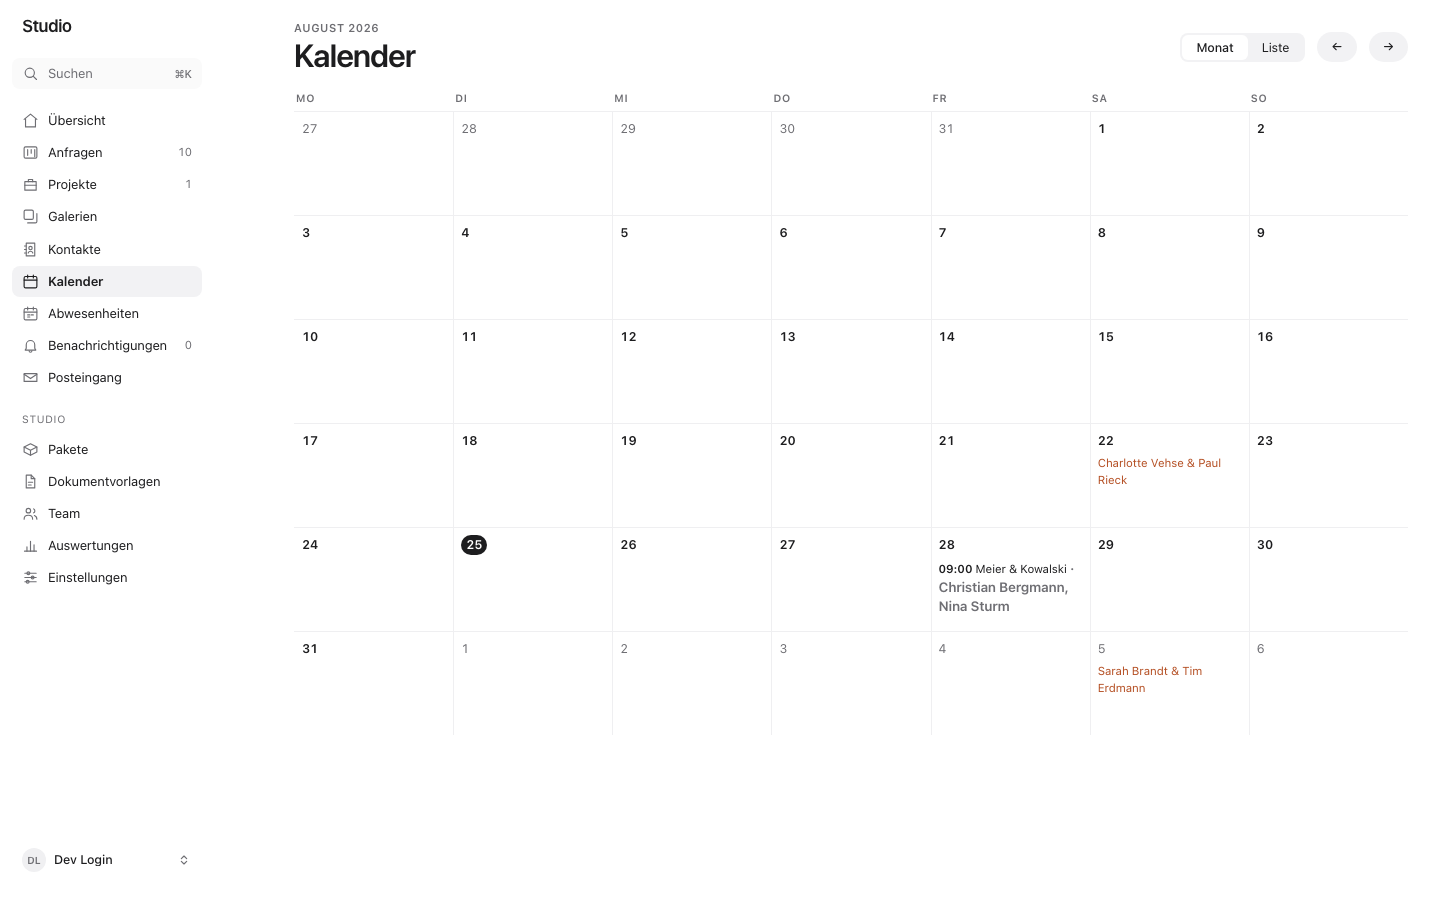 Studio
Suchen ⌘K
Übersicht
Anfragen 10
Projekte 1
Galerien
Kontakte
Kalender
Abwesenheiten
Benachrichtigungen 0
Posteingang
STUDIO
Pakete
Dokumentvorlagen
Team
Auswertungen
Einstellungen
DL Dev Login
AUGUST 2026
Kalender
Monat Liste ← →
MO DI MI DO FR SA SO
27 28 29 30 31 1 2
3 4 5 6 7 8 9
10 11 12 13 14 15 16
17 18 19 20 21 22 23
Charlotte Vehse & Paul
Rieck
24 25 26 27 28 29 30
09:00 Meier & Kowalski ·
Christian Bergmann,
Nina Sturm
31 1 2 3 4 5 6
Sarah Brandt & Tim
Erdmann